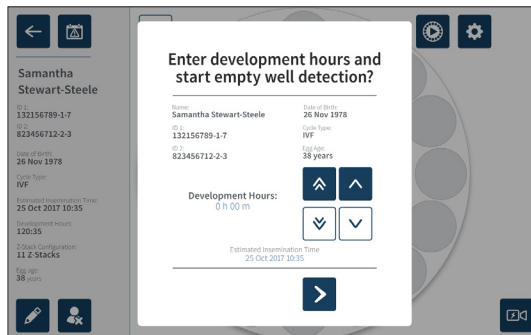 Samantha
Stewart-Steele
ID 1:
132156789-1-7
ID 2:
823456712-2-3
Date of Birth:
26 Nov 1978
Cycle Type:
IVF
Estimated Insemination Time:
25 Oct 2017 10:35
Development Hours:
120:35
Z-Stack Configuration:
11 Z-Stacks
Egg age:
38 years
Enter development hours and
start empty well detection?
Name:
Samantha Stewart-Steele
Date of Birth:
26 Nov 1978
ID 1:
132156789-1-7
Cycle Type:
IVF
ID 2:
823456712-2-3
Egg Age:
38 years
Development Hours:
0 h 00 m
Estimated Insemination Time
25 Oct 2017 10:35